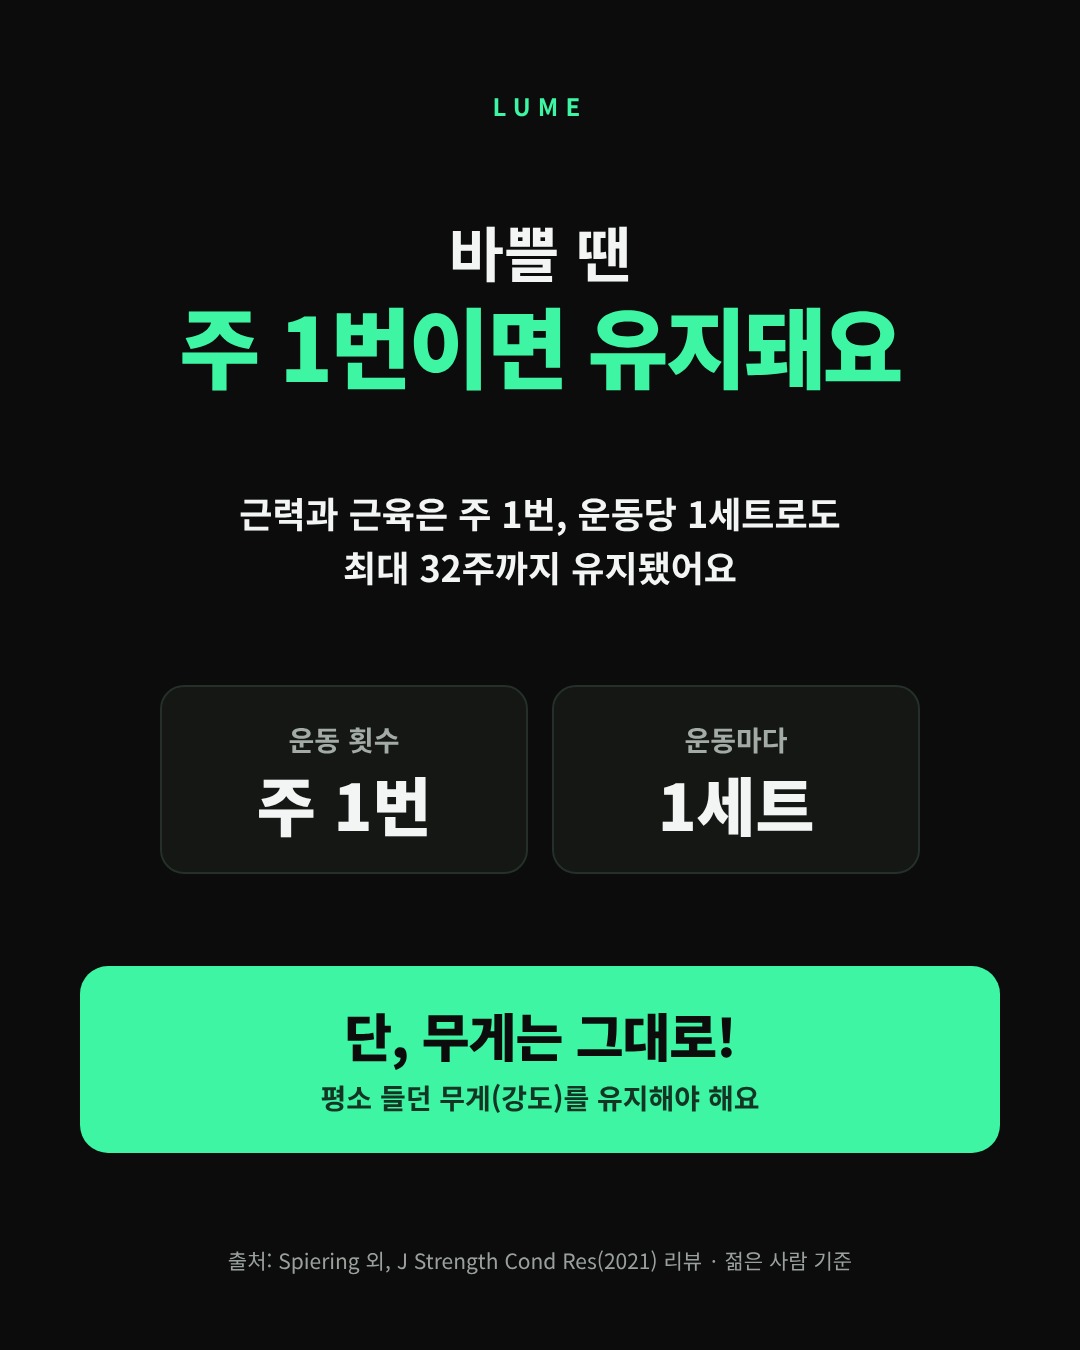 LUME
바쁠 땐
주 1번이면 유지돼요
근력과 근육은 주 1번, 운동당 1세트로도
최대 32주까지 유지됐어요
운동 횟수
주 1번
운동마다
1세트
단, 무게는 그대로!
평소 들던 무게(강도)를 유지해야 해요
출처: Spiering 외, J Strength Cond Res(2021) 리뷰 · 젊은 사람 기준